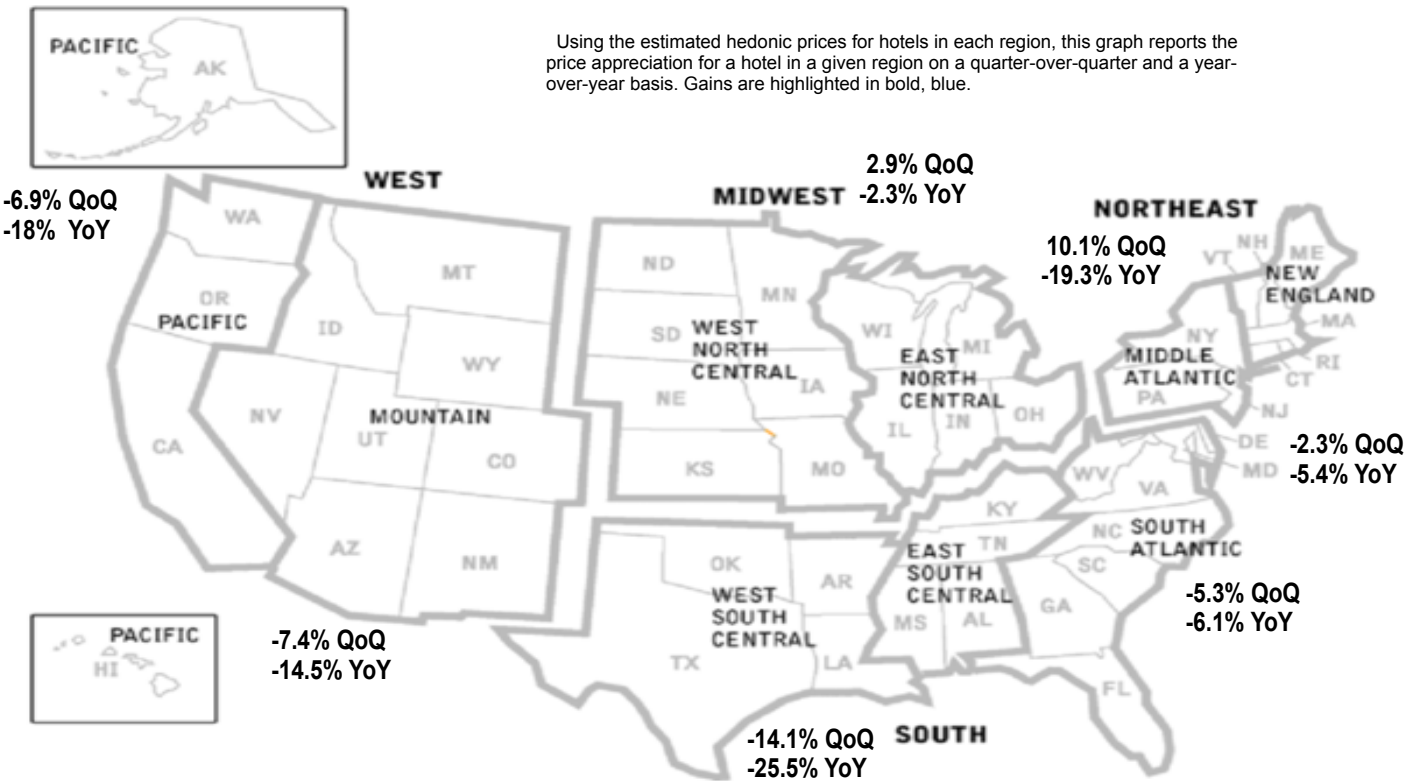 PACIFIC
AK
Using the estimated hedonic prices for hotels in each region, this graph reports the
price appreciation for a hotel in a given region on a quarter-over-quarter and a year-
over-year basis. Gains are highlighted in bold, blue.
-6.9% QoQ
-18% YoY
WEST
MIDWEST
2.9% QoQ
-2.3% YoY
NORTHEAST
10.1% QoQ
-19.3% YoY
WA
OR
PACIFIC
CA
MT
ID
WY
NV
MOUNTAIN
UT
CO
AZ
NM
ND
MN
SD
WEST
NORTH
CENTRAL
NE
IA
KS
MO
WI
MI
EAST
NORTH
CENTRAL
IL
IN
OH
VT
NH
ME
NEW
ENGLAND
MA
RI
CT
NY
MIDDLE
ATLANTIC
PA
NJ
DE
MD
-2.3% QoQ
-5.4% YoY
WV
VA
KY
NC
SOUTH
ATLANTIC
TN
SC
EAST
SOUTH
CENTRAL
MS
AL
GA
FL
-5.3% QoQ
-6.1% YoY
OK
AR
WEST
SOUTH
CENTRAL
TX
LA
PACIFIC
HI
-7.4% QoQ
-14.5% YoY
-14.1% QoQ
-25.5% YoY
SOUTH